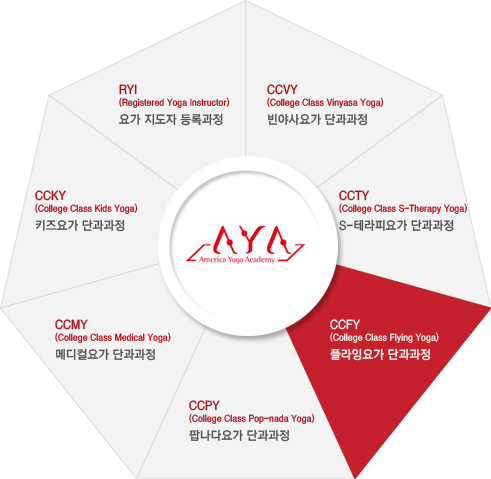 RYI
(Registered Yoga Instructor)
요가 지도자 등록과정
CCVY
(College Class Vinyasa Yoga)
빈야사요가 단과과정
CCKY
(College Class Kids Yoga)
키즈요가 단과과정
CCTY
(College Class S-Therapy Yoga)
S-테라피요가 단과과정
AYA
America Yoga Academy
CCMY
(College Class Medical Yoga)
메디컬요가 단과과정
CCFY
(College Class Flying Yoga)
플라잉요가 단과과정
CCPY
(College Class Pop-nada Yoga)
팝나다요가 단과과정